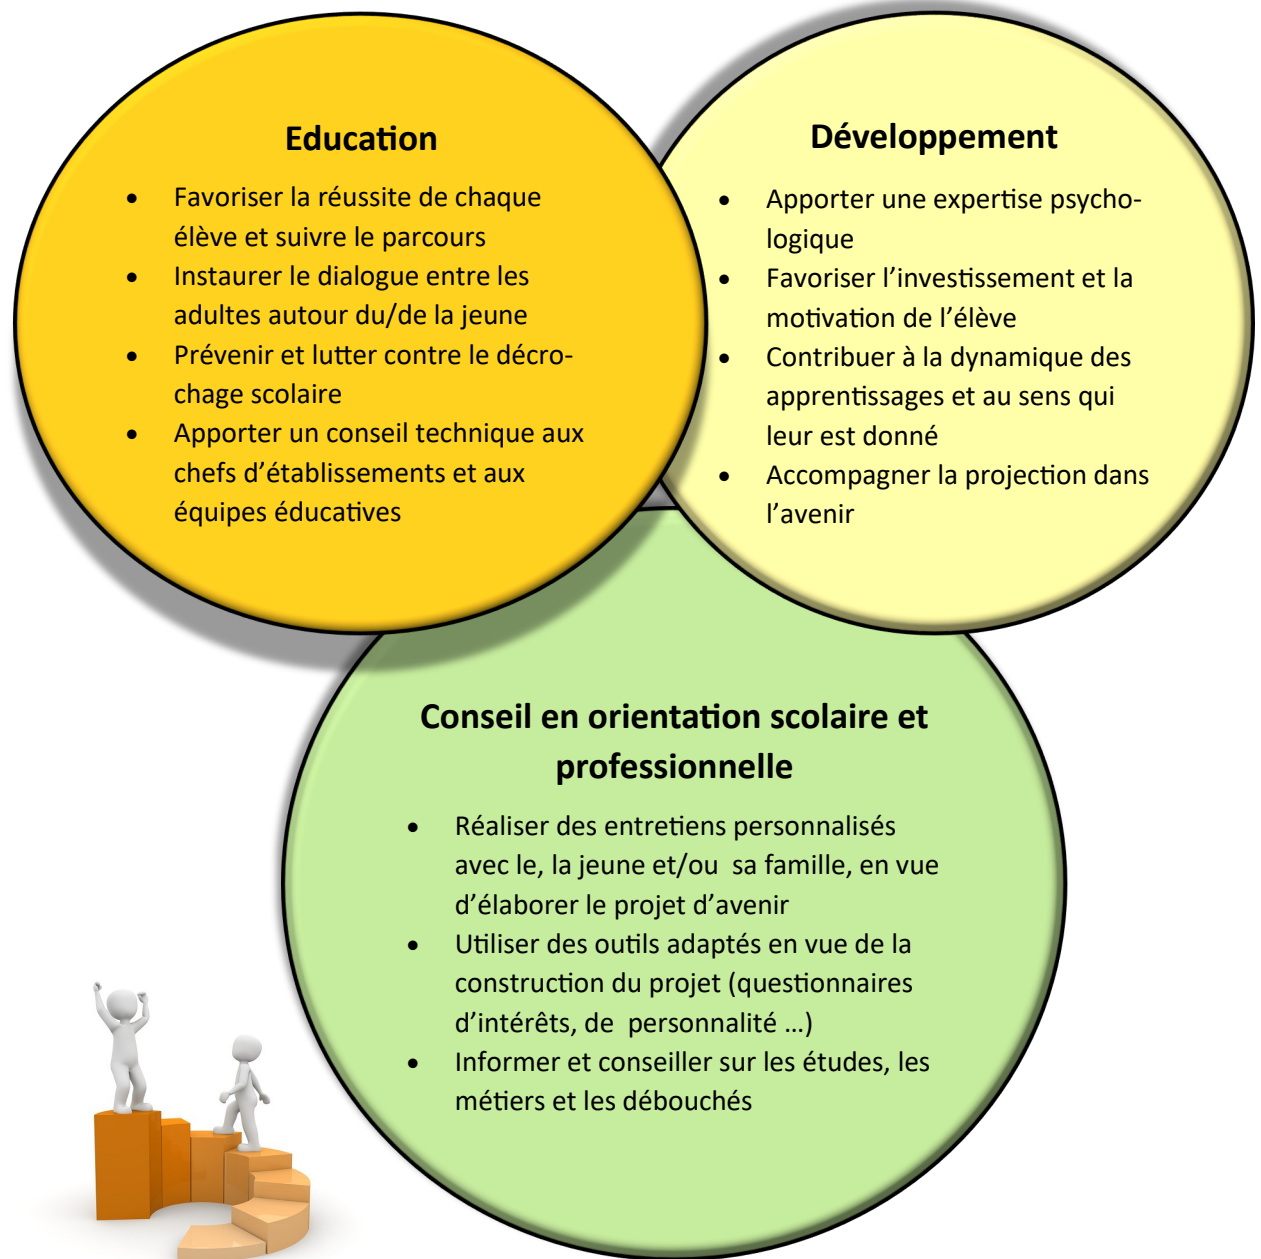 Education
• Favoriser la réussite de chaque
élève et suivre le parcours
• Instaurer le dialogue entre les
adultes autour du/de la jeune
• Prévenir et lutter contre le décro-
chage scolaire
• Apporter un conseil technique aux
chefs d’établissements et aux
équipes éducatives
Développement
• Apporter une expertise psycho-
logique
• Favoriser l’investissement et la
motivation de l’élève
• Contribuer à la dynamique des
apprentissages et au sens qui
leur est donné
• Accompagner la projection dans
l’avenir
Conseil en orientation scolaire et
professionnelle
• Réaliser des entretiens personnalisés
avec le, la jeune et/ou  sa famille, en vue
d’élaborer le projet d’avenir
• Utiliser des outils adaptés en vue de la
construction du projet (questionnaires
d’intérêts, de  personnalité …)
• Informer et conseiller sur les études, les
métiers et les débouchés